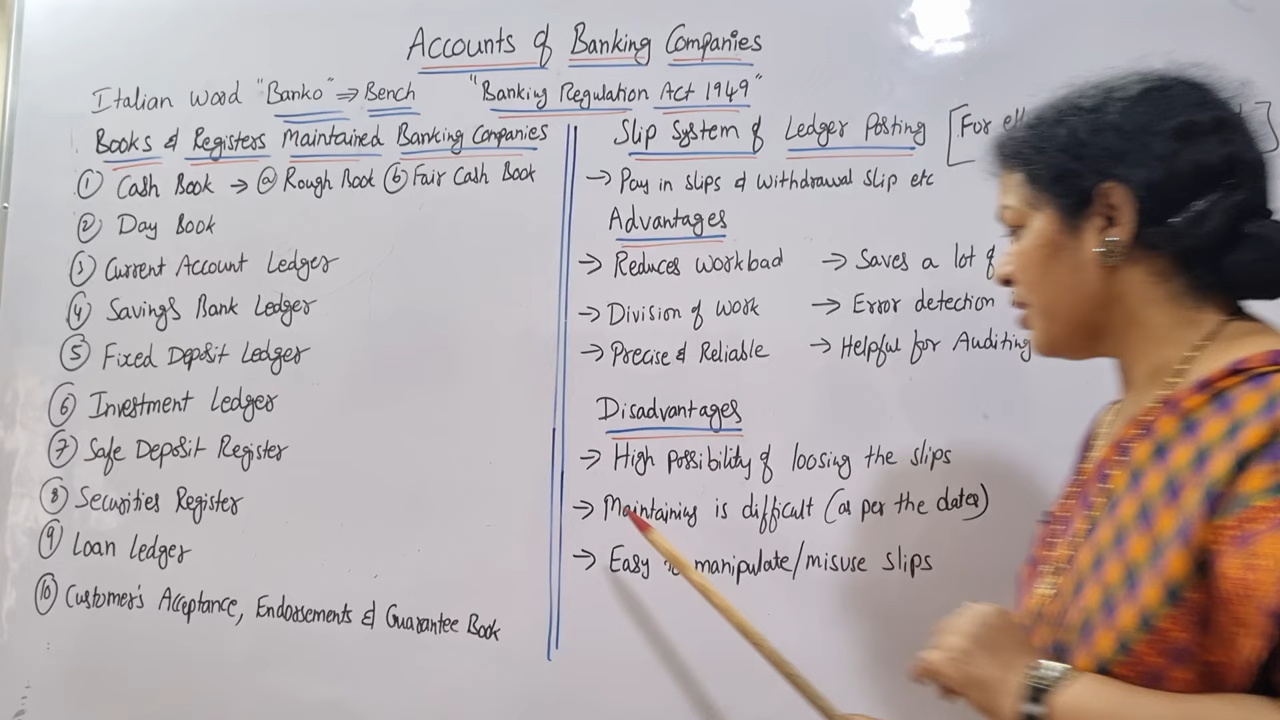 Accounts of Banking Companies
Italian Word "Banko" ⇒ Bench
"Banking Regulation Act 1949"
Books & Registers Maintained Banking Companies
① Cash Book → ⓐ Rough Book ⓑ Fair Cash Book
② Day Book
③ Current Account Ledger
④ Savings Bank Ledger
⑤ Fixed Deposit Ledger
⑥ Investment Ledger
⑦ Safe Deposit Register
⑧ Securities Register
⑨ Loan Ledger
⑩ Customer's Acceptance, Endorsements & Guarantee Book
Slip System of Ledger Posting [For
→ Pay in slips & withdrawal slip etc
Advantages
→ Reduces workload → Saves a lot of
→ Division of work → Error detection
→ Precise & Reliable → Helpful for Auditing
Disadvantages
→ High possibility of loosing the slips
→ Maintaining is difficult (as per the dates)
→ Easy manipulate/misuse slips